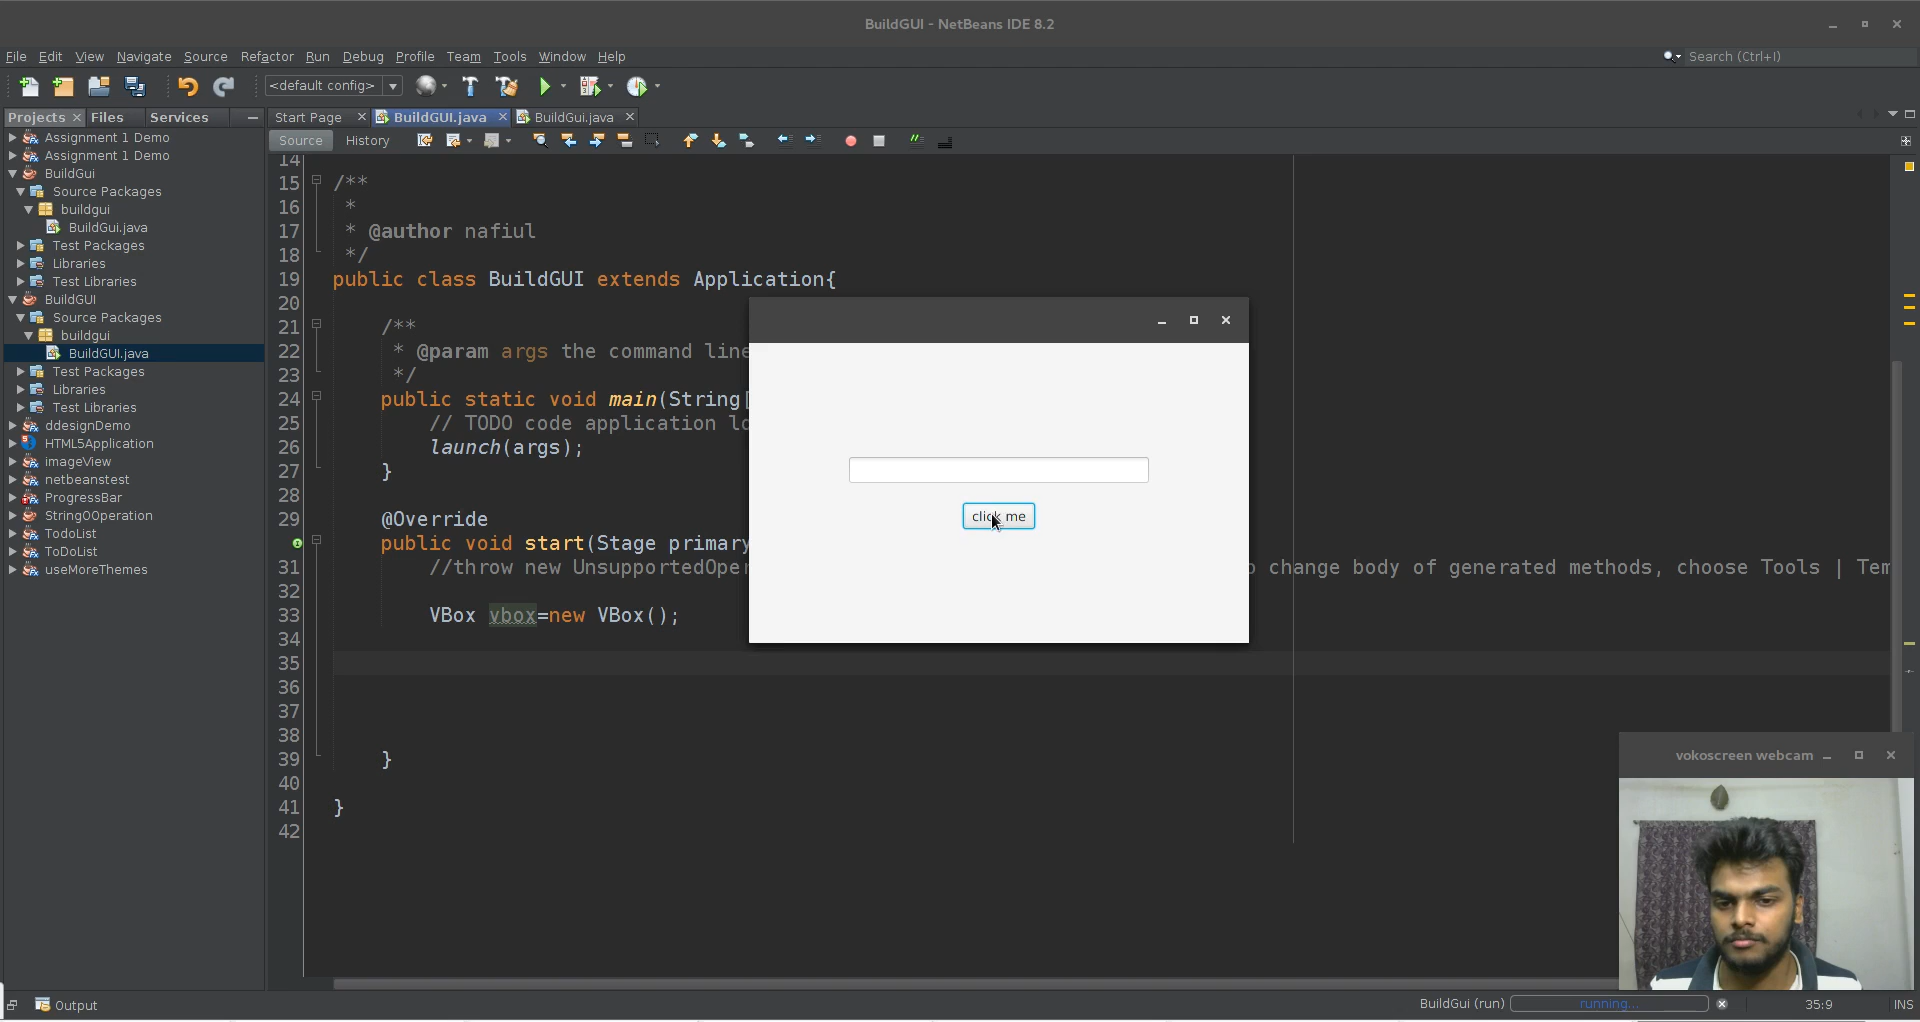 BuildGUI - NetBeans IDE 8.2
File Edit View Navigate Source Refactor Run Debug Profile Team Tools Window Help
Search (Ctrl+I)
<default config>
Projects Files Services
Start Page BuildGUI.java BuildGui.java
Source History
Assignment 1 Demo
Assignment 1 Demo
BuildGui
Source Packages
buildgui
BuildGui.java
Test Packages
Libraries
Test Libraries
BuildGUI
Source Packages
buildgui
BuildGUI.java
Test Packages
Libraries
Test Libraries
ddesignDemo
HTML5Application
imageView
netbeanstest
ProgressBar
StringOOperation
TodoList
ToDoList
useMoreThemes
14
15 /**
16 *
17 * @author nafiul
18 */
19 public class BuildGUI extends Application{
20
21 /**
22 * @param args the command line
23 */
24 public static void main(String[
25 // TODO code application lo
26 launch(args);
27 }
28
29 @Override
public void start(Stage primary
31 //throw new UnsupportedOper o change body of generated methods, choose Tools | Tem
32
33 VBox vbox=new VBox();
34
35
36
37
38
39 }
40
41 }
42
click me
vokoscreen webcam
Output
BuildGui (run) running... 35:9 INS